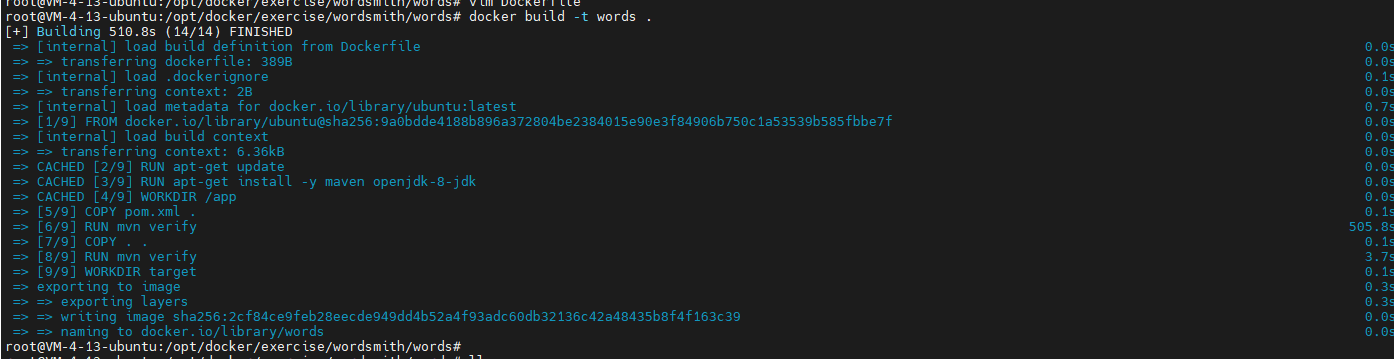 root@VM-4-13-ubuntu:/opt/docker/exercise/wordsmith/words# vim Dockerfile
root@VM-4-13-ubuntu:/opt/docker/exercise/wordsmith/words# docker build -t words .
[+] Building 510.8s (14/14) FINISHED
=> [internal] load build definition from Dockerfile 0.0s
=> => transferring dockerfile: 389B 0.0s
=> [internal] load .dockerignore 0.1s
=> => transferring context: 2B 0.0s
=> [internal] load metadata for docker.io/library/ubuntu:latest 0.7s
=> [1/9] FROM docker.io/library/ubuntu@sha256:9a0bdde4188b896a372804be2384015e90e3f84906b750c1a53539b585fbbe7f 0.0s
=> [internal] load build context 0.0s
=> => transferring context: 6.36kB 0.0s
=> CACHED [2/9] RUN apt-get update 0.0s
=> CACHED [3/9] RUN apt-get install -y maven openjdk-8-jdk 0.0s
=> CACHED [4/9] WORKDIR /app 0.0s
=> [5/9] COPY pom.xml . 0.1s
=> [6/9] RUN mvn verify 505.8s
=> [7/9] COPY . . 0.1s
=> [8/9] RUN mvn verify 3.7s
=> [9/9] WORKDIR target 0.1s
=> exporting to image 0.3s
=> => exporting layers 0.3s
=> => writing image sha256:2cf84ce9feb28eecde949dd4b52a4f93adc60db32136c42a48435b8f4f163c39 0.0s
=> => naming to docker.io/library/words 0.0s
root@VM-4-13-ubuntu:/opt/docker/exercise/wordsmith/words#